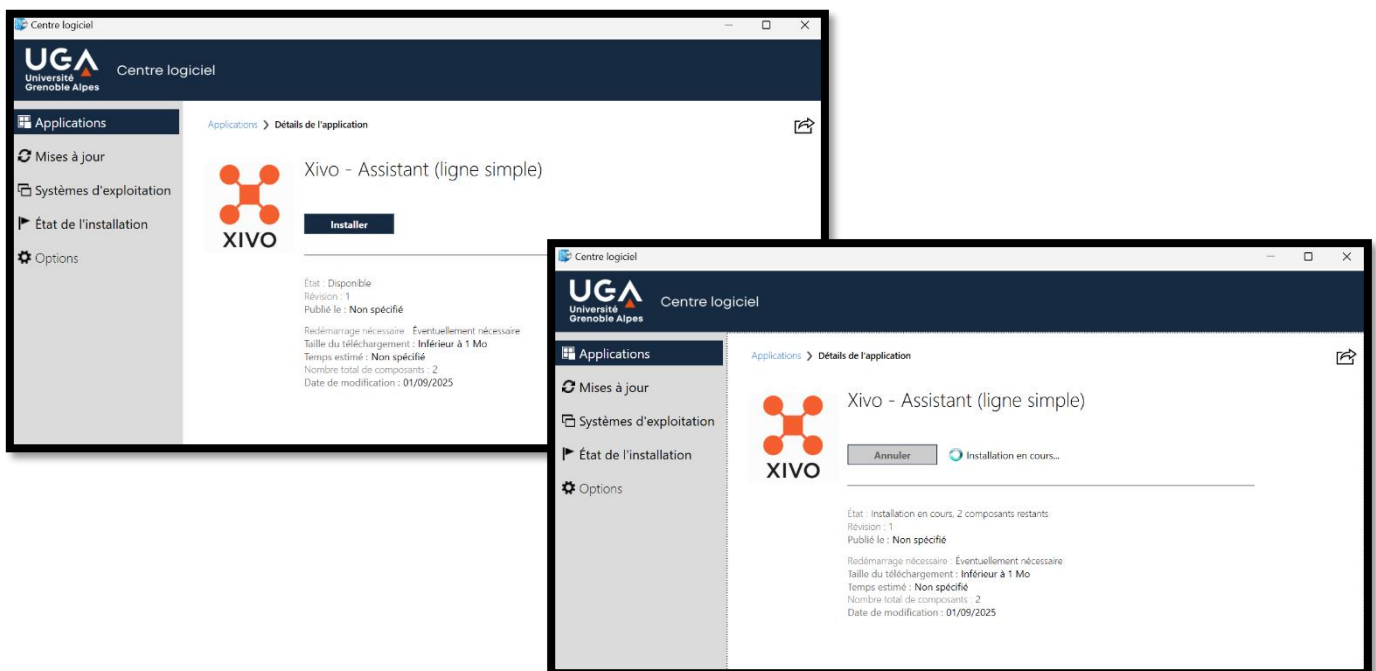 Centre logiciel
UGA
Université
Grenoble Alpes
Centre logiciel
Applications
Mises à jour
Systèmes d'exploitation
État de l'installation
Options
Applications ❯ Détails de l'application
XIVO
Xivo - Assistant (ligne simple)
Installer
État : Disponible
Révision : 1
Publié le : Non spécifié
Redémarrage nécessaire : Éventuellement nécessaire
Taille du téléchargement : Inférieur à 1 Mo
Temps estimé : Non spécifié
Nombre total de composants : 2
Date de modification : 01/09/2025
Centre logiciel
UGA
Université
Grenoble Alpes
Centre logiciel
Applications
Mises à jour
Systèmes d'exploitation
État de l'installation
Options
Applications ❯ Détails de l'application
XIVO
Xivo - Assistant (ligne simple)
Annuler Installation en cours...
État : Installation en cours, 2 composants restants
Révision : 1
Publié le : Non spécifié
Redémarrage nécessaire : Éventuellement nécessaire
Taille du téléchargement : Inférieur à 1 Mo
Temps estimé : Non spécifié
Nombre total de composants : 2
Date de modification : 01/09/2025